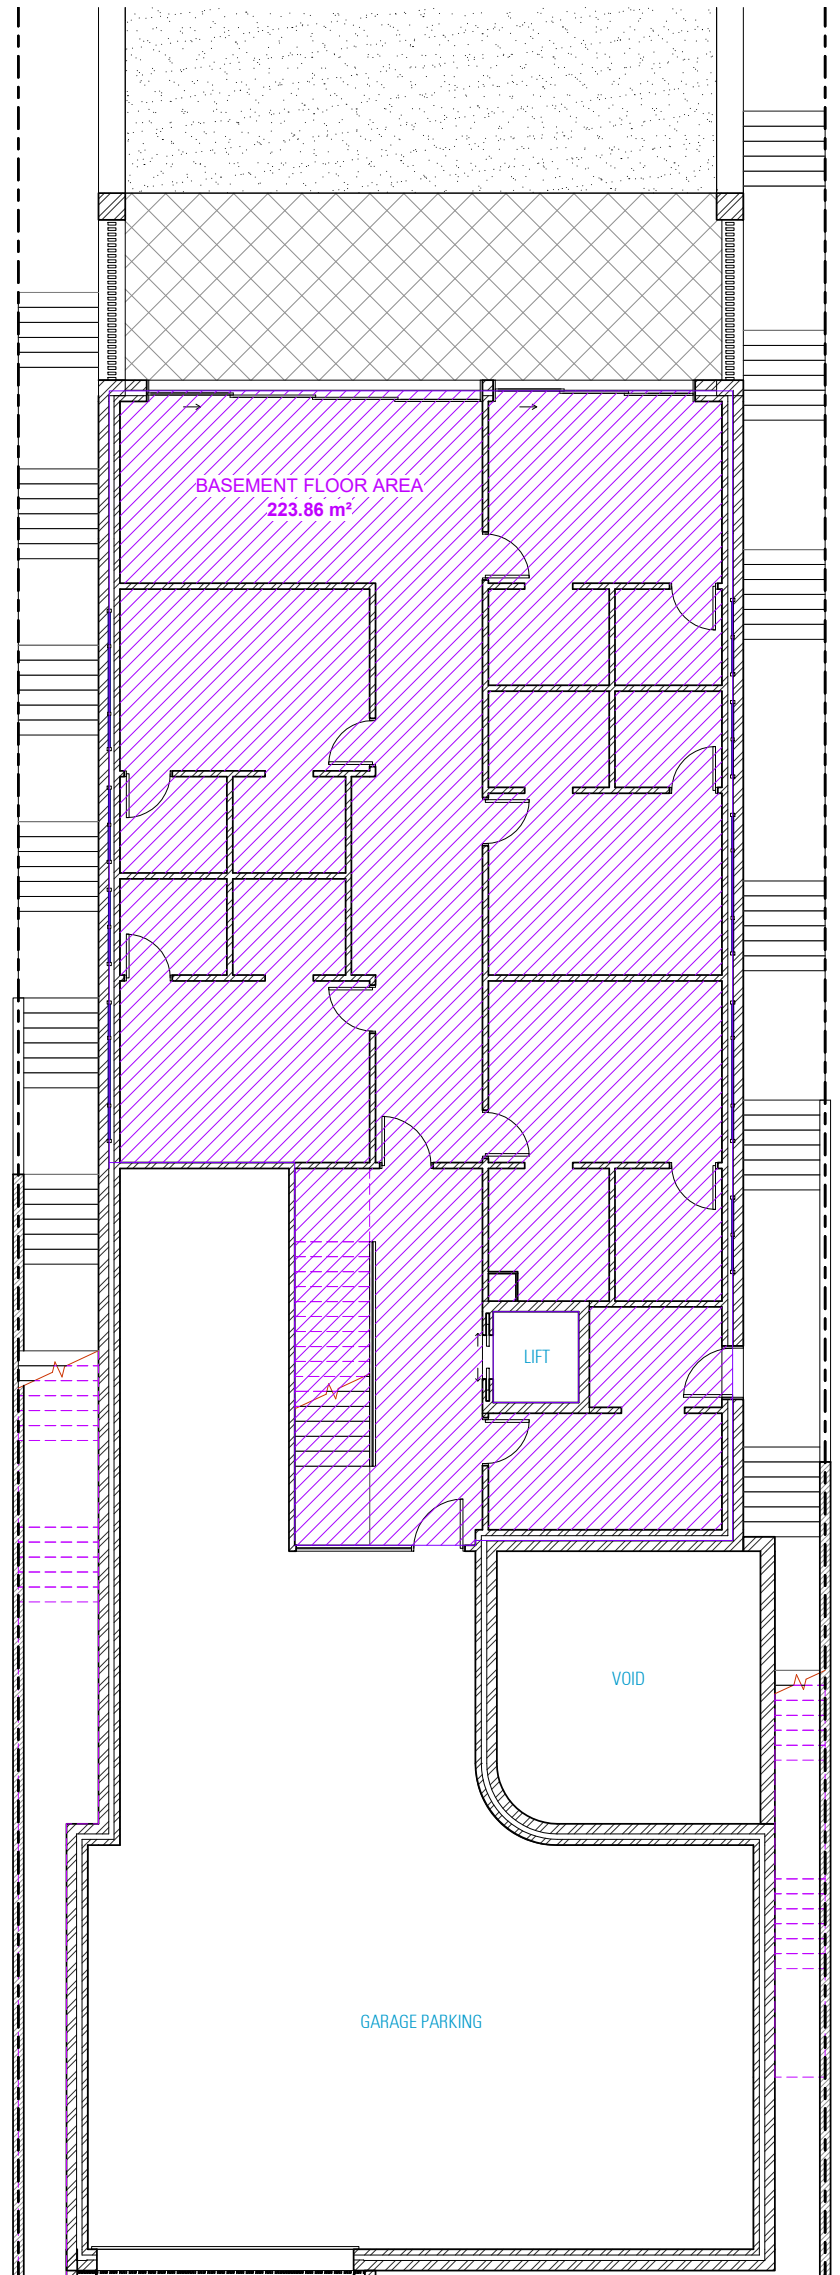 BASEMENT FLOOR AREA
223.86 m²
LIFT
VOID
GARAGE PARKING